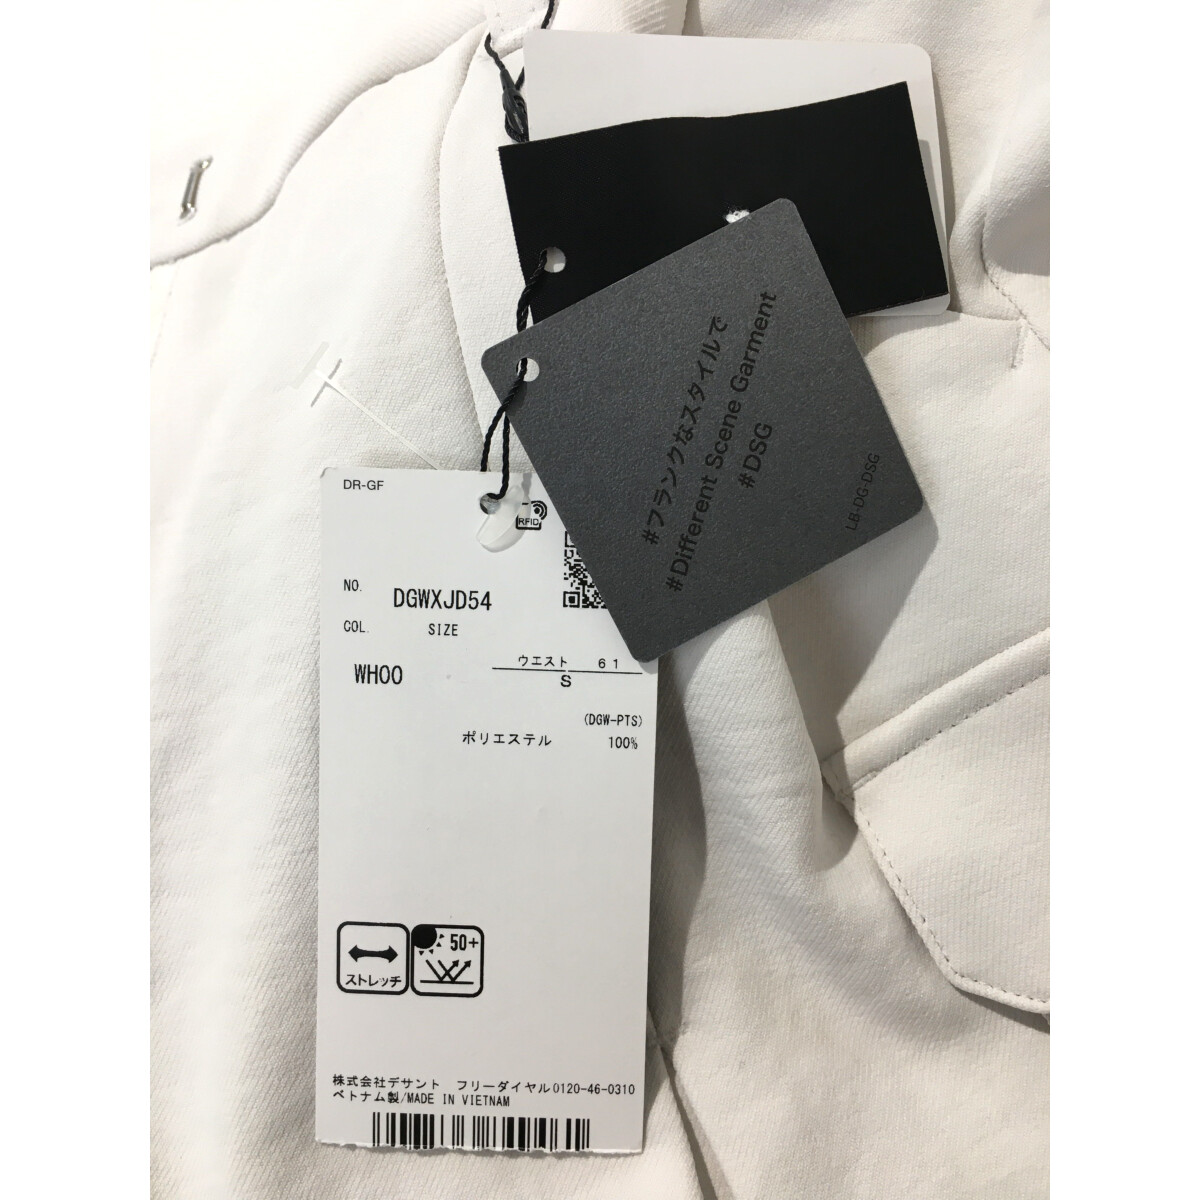 #フランクなスタイルで
#Different Scene Garment
#DSG
LB-DG-DSG
DR-GF
RFID
NO. DGWXJD54
COL. SIZE
ウエスト 61
WH00 S
(DGW-PTS)
ポリエステル 100%
50+
ストレッチ
株式会社デサント フリーダイヤル0120-46-0310
ベトナム製/MADE IN VIETNAM